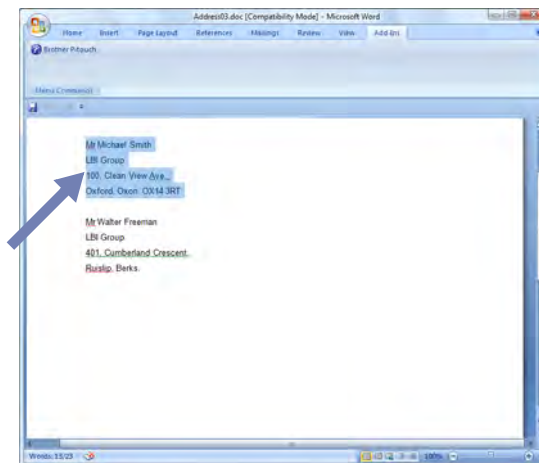 Address03.doc [Compatibility Mode] - Microsoft Word
Home Insert Page Layout References Mailings Review View Add-Ins
Brother P-touch
Menu Commands
Mr Michael Smith
LBI Group
100, Clean View Ave.,
Oxford, Oxon. OX14 3RT
Mr Walter Freeman
LBI Group
401, Cumberland Crescent,
Ruislip, Berks.
Words: 13/23
100%